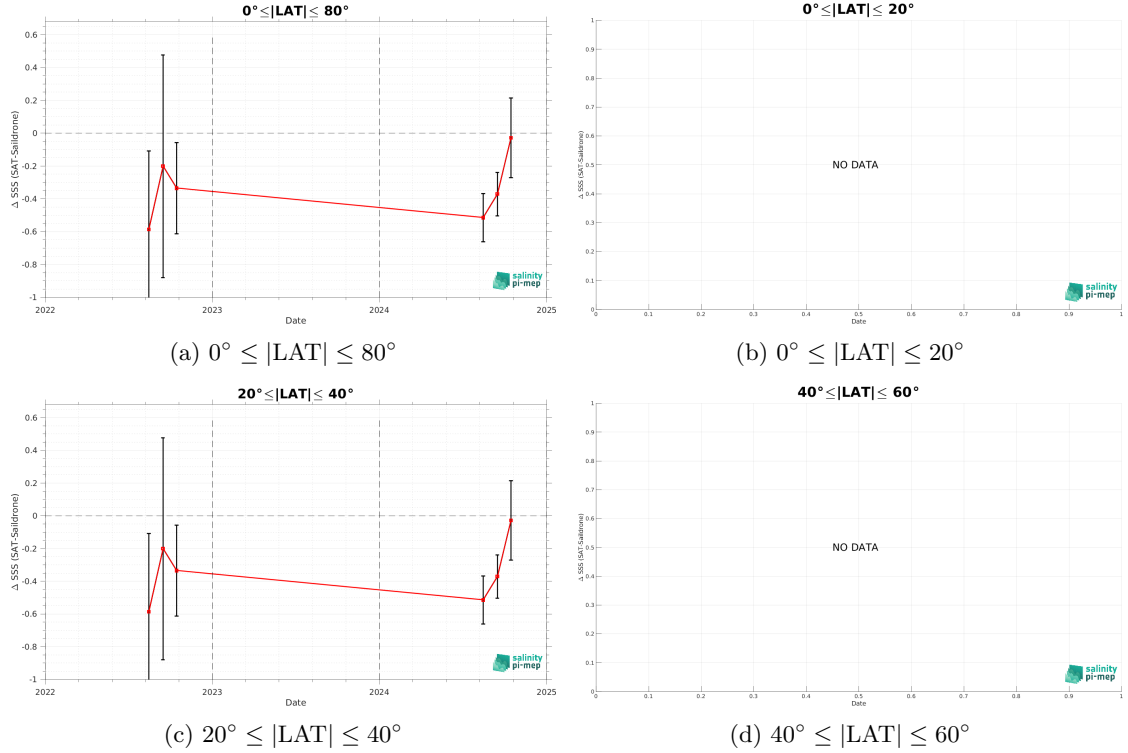 0°≤|LAT|≤ 80°
Δ SSS (SAT-Saildrone)
0.6
0.4
0.2
0
-0.2
-0.4
-0.6
-0.8
-1
2022
2023
2024
2025
Date
salinity
pi-mep
(a) 0° ≤ |LAT| ≤ 80°
0°≤|LAT|≤ 20°
Δ SSS (SAT-Saildrone)
1
0.9
0.8
0.7
0.6
0.5
0.4
0.3
0.2
0.1
0
NO DATA
0
0.1
0.2
0.3
0.4
0.5
0.6
0.7
0.8
0.9
1
Date
salinity
pi-mep
(b) 0° ≤ |LAT| ≤ 20°
20°≤|LAT|≤ 40°
Δ SSS (SAT-Saildrone)
0.6
0.4
0.2
0
-0.2
-0.4
-0.6
-0.8
-1
2022
2023
2024
2025
Date
salinity
pi-mep
(c) 20° ≤ |LAT| ≤ 40°
40°≤|LAT|≤ 60°
Δ SSS (SAT-Saildrone)
1
0.9
0.8
0.7
0.6
0.5
0.4
0.3
0.2
0.1
0
NO DATA
0
0.1
0.2
0.3
0.4
0.5
0.6
0.7
0.8
0.9
1
Date
salinity
pi-mep
(d) 40° ≤ |LAT| ≤ 60°